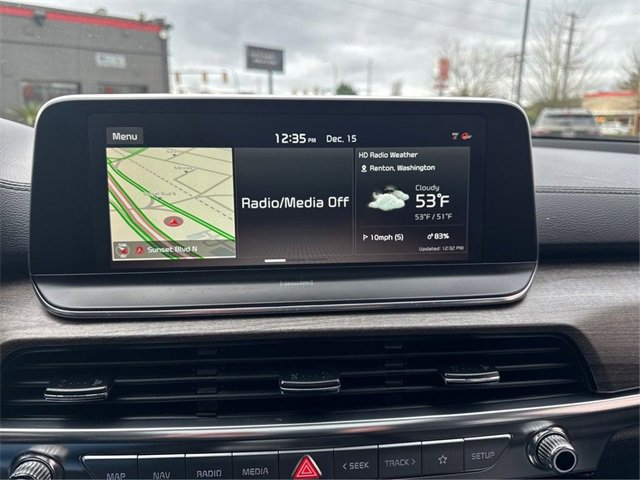 Menu
12:35 PM Dec. 15
Sunset Blvd N
Radio/Media Off
HD Radio Weather
Renton, Washington
Cloudy
53°F
53°F / 51°F
10mph (S)
83%
Updated: 12:32 PM
SiriusXM
MAP
NAV
RADIO
MEDIA
< SEEK
TRACK >
SETUP